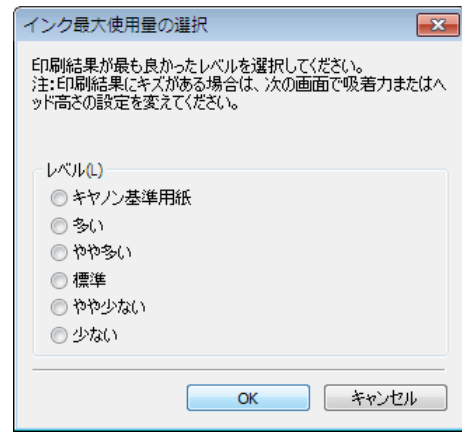 インク最大使用量の選択
印刷結果が最も良かったレベルを選択してください。
注:印刷結果にキズがある場合は、次の画面で吸着力またはヘ
ッド高さの設定を変えてください。
レベル(L)
キヤノン基準用紙
多い
やや多い
標準
やや少ない
少ない
OK
キャンセル